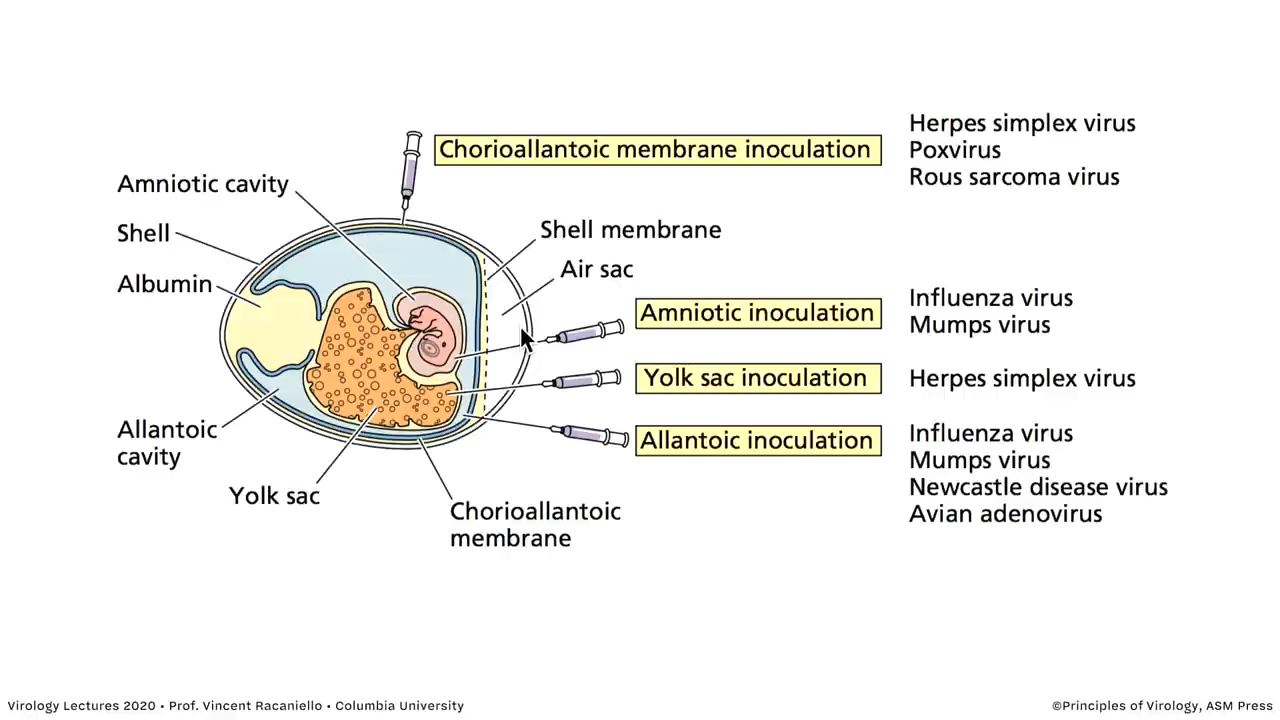 Herpes simplex virus
Chorioallantoic membrane inoculation
Poxvirus
Rous sarcoma virus
Amniotic cavity
Shell
Albumin
Shell membrane
Air sac
Amniotic inoculation
Influenza virus
Mumps virus
Yolk sac inoculation
Herpes simplex virus
Allantoic inoculation
Influenza virus
Mumps virus
Newcastle disease virus
Avian adenovirus
Allantoic
cavity
Yolk sac
Chorioallantoic
membrane
Virology Lectures 2020 • Prof. Vincent Racaniello • Columbia University
©Principles of Virology, ASM Press